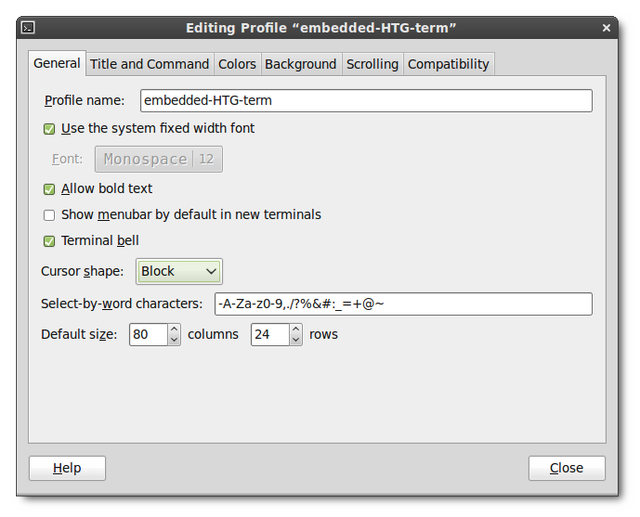 Editing Profile “embedded-HTG-term”
General Title and Command Colors Background Scrolling Compatibility
Profile name: embedded-HTG-term
Use the system fixed width font
Font: Monospace 12
Allow bold text
Show menubar by default in new terminals
Terminal bell
Cursor shape: Block
Select-by-word characters: -A-Za-z0-9,./?%&#:_=+@~
Default size: 80 columns 24 rows
Help Close